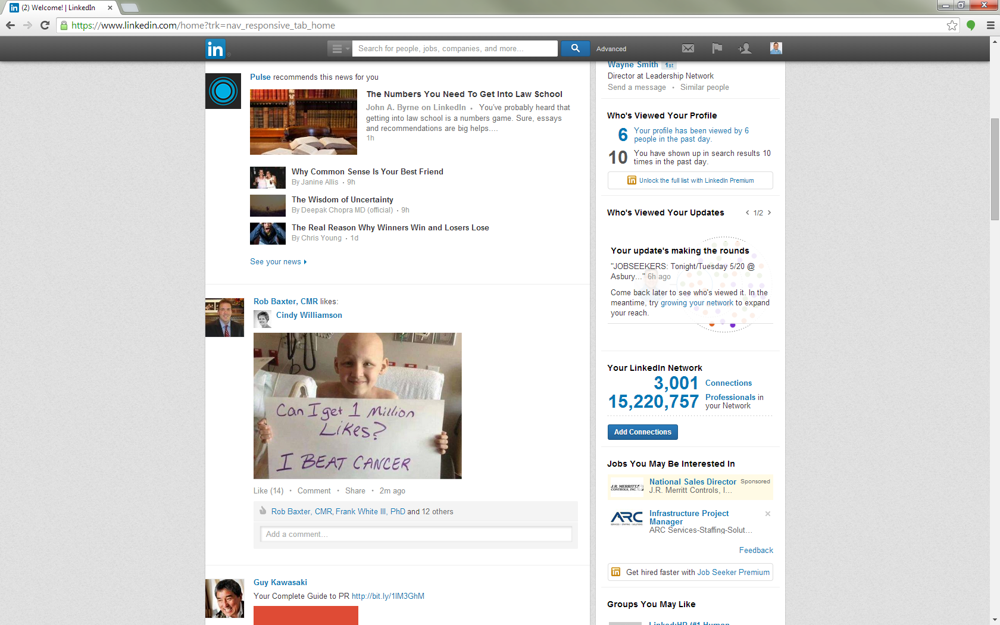 (2) Welcome! | LinkedIn
https://www.linkedin.com/home?trk=nav_responsive_tab_home
in
Search for people, jobs, companies, and more...
Advanced
Pulse recommends this news for you
The Numbers You Need To Get Into Law School
John A. Byrne on LinkedIn • You've probably heard that
getting into law school is a numbers game. Sure, essays
and recommendations are big helps....
1h
Why Common Sense Is Your Best Friend
By Janine Allis • 9h
The Wisdom of Uncertainty
By Deepak Chopra MD (official) • 9h
The Real Reason Why Winners Win and Losers Lose
By Chris Young • 1d
See your news
Rob Baxter, CMR likes:
Cindy Williamson
Can I get 1 Million
Likes?
I BEAT CANCER
Like (14) • Comment • Share • 2m ago
Rob Baxter, CMR, Frank White III, PhD and 12 others
Add a comment...
Guy Kawasaki
Your Complete Guide to PR http://bit.ly/1lM3GhM
Wayne Smith 1st
Director at Leadership Network
Send a message • Similar people
Who's Viewed Your Profile
6 Your profile has been viewed by 6
people in the past day.
10 You have shown up in search results 10
times in the past day.
in Unlock the full list with LinkedIn Premium
Who's Viewed Your Updates < 1/2 >
Your update's making the rounds
"JOBSEEKERS: Tonight/Tuesday 5/20 @
Asbury..." 6h ago
Come back later to see who's viewed it. In the
meantime, try growing your network to expand
your reach.
Your LinkedIn Network
3,001 Connections
15,220,757 Professionals in
your Network
Add Connections
Jobs You May Be Interested In
J.R. MERRITT
CONTROLS, INC.
National Sales Director Sponsored
J.R. Merritt Controls, I...
ARC
SERVICES • STAFFING • SOLUTIONS
Infrastructure Project
Manager
ARC Services-Staffing-Solut...
Feedback
in Get hired faster with Job Seeker Premium
Groups You May Like
Linked:HR (#1 Human